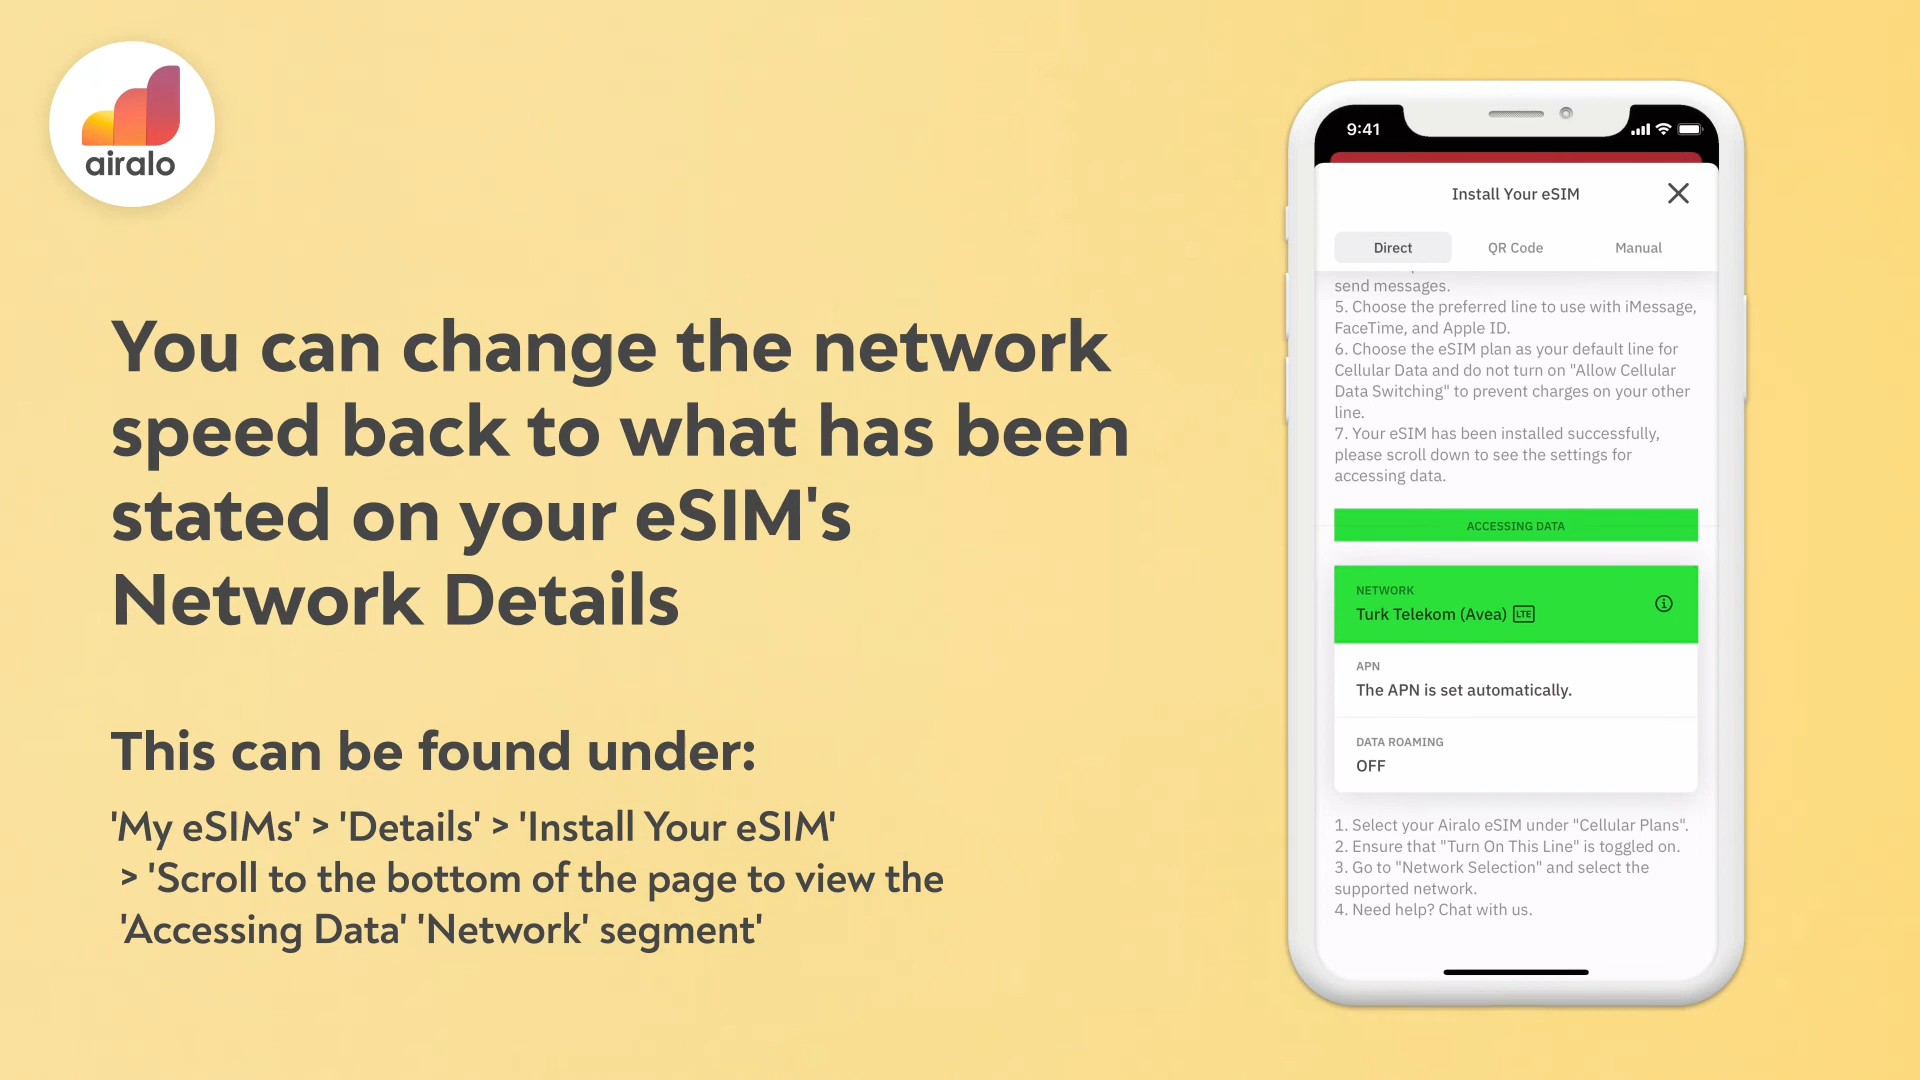 airalo
You can change the network
speed back to what has been
stated on your eSIM's
Network Details
This can be found under:
'My eSIMs' > 'Details' > 'Install Your eSIM'
> 'Scroll to the bottom of the page to view the
'Accessing Data' 'Network' segment'
9:41
Install Your eSIM
Direct
QR Code
Manual
send messages.
5. Choose the preferred line to use with iMessage,
FaceTime, and Apple ID.
6. Choose the eSIM plan as your default line for
Cellular Data and do not turn on "Allow Cellular
Data Switching" to prevent charges on your other
line.
7. Your eSIM has been installed successfully,
please scroll down to see the settings for
accessing data.
ACCESSING DATA
NETWORK
Turk Telekom (Avea) LTE
APN
The APN is set automatically.
DATA ROAMING
OFF
1. Select your Airalo eSIM under "Cellular Plans".
2. Ensure that "Turn On This Line" is toggled on.
3. Go to "Network Selection" and select the
supported network.
4. Need help? Chat with us.